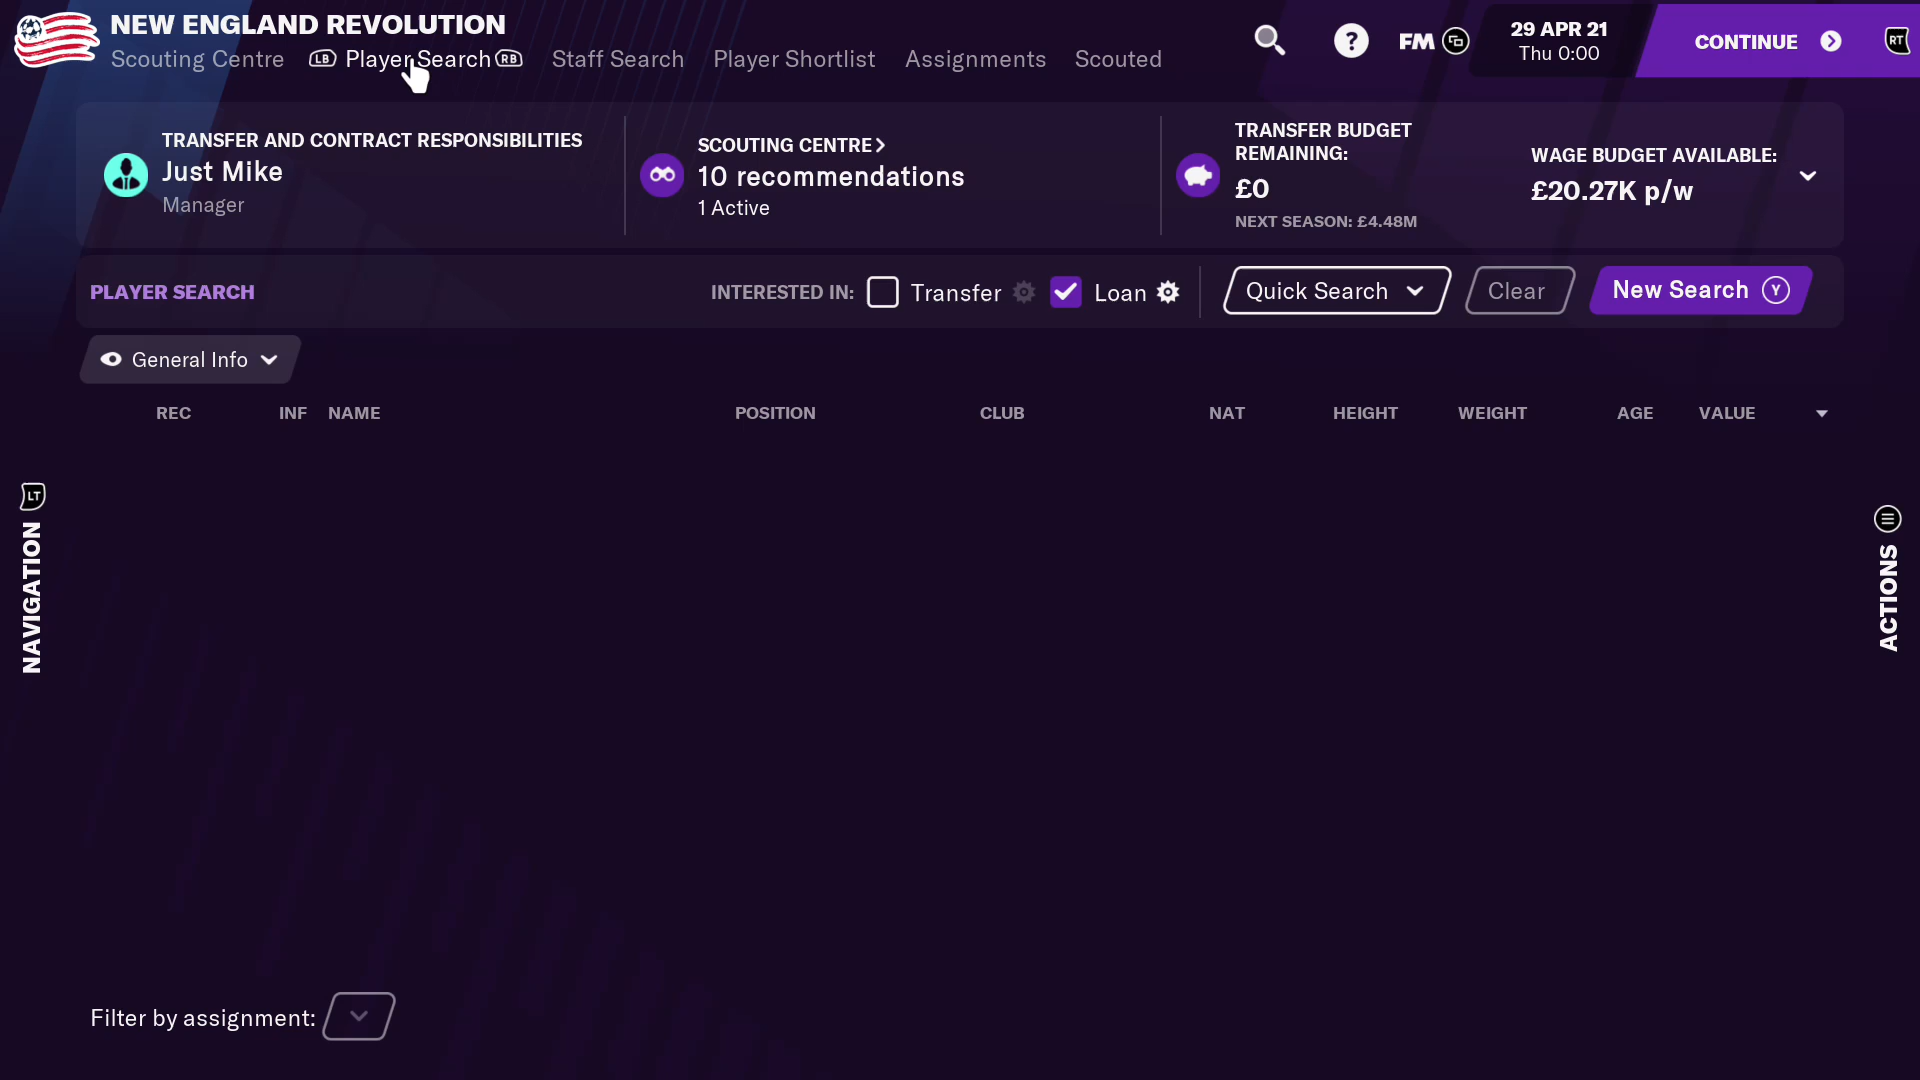 NEW ENGLAND REVOLUTION
Scouting Centre LB Player Search RB Staff Search Player Shortlist Assignments Scouted
? FM
29 APR 21
Thu 0:00
CONTINUE RT
TRANSFER AND CONTRACT RESPONSIBILITIES
Just Mike
Manager
SCOUTING CENTRE
10 recommendations
1 Active
TRANSFER BUDGET
REMAINING:
£0
NEXT SEASON: £4.48M
WAGE BUDGET AVAILABLE:
£20.27K p/w
PLAYER SEARCH
INTERESTED IN: Transfer Loan
Quick Search Clear New Search Y
General Info
REC INF NAME POSITION CLUB NAT HEIGHT WEIGHT AGE VALUE
LT
NAVIGATION
ACTIONS
Filter by assignment: